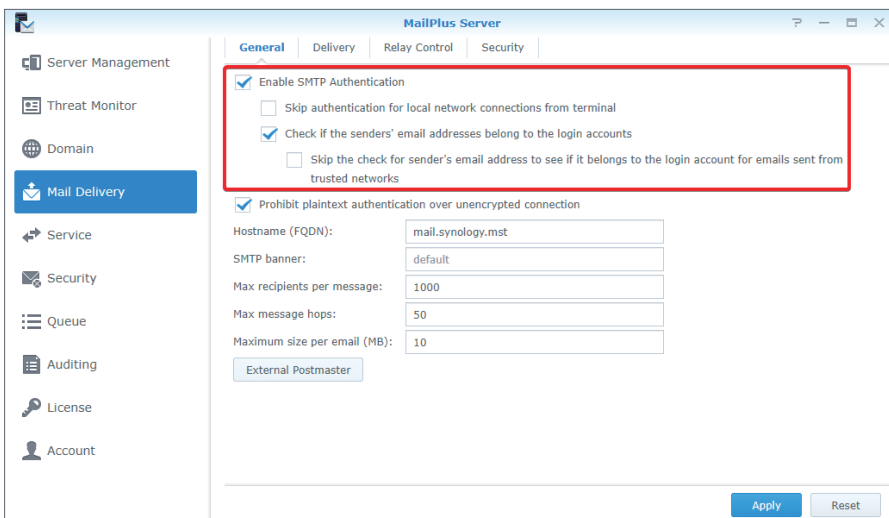 MailPlus Server
General Delivery Relay Control Security
Server Management
Threat Monitor
Domain
Mail Delivery
Service
Security
Queue
Auditing
License
Account
Enable SMTP Authentication
Skip authentication for local network connections from terminal
Check if the senders' email addresses belong to the login accounts
Skip the check for sender's email address to see if it belongs to the login account for emails sent from
trusted networks
Prohibit plaintext authentication over unencrypted connection
Hostname (FQDN): mail.synology.mst
SMTP banner: default
Max recipients per message: 1000
Max message hops: 50
Maximum size per email (MB): 10
External Postmaster
Apply Reset